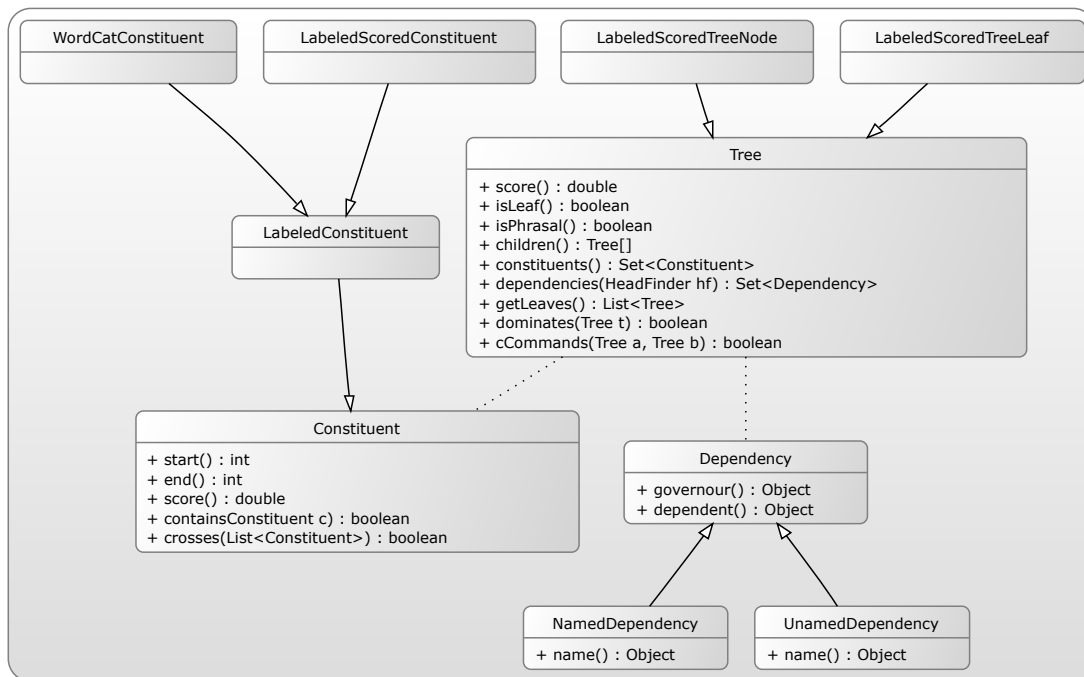 WordCatConstituent
LabeledScoredConstituent
LabeledScoredTreeNode
LabeledScoredTreeLeaf
Tree
+ score() : double
+ isLeaf() : boolean
+ isPhrasal() : boolean
+ children() : Tree[]
+ constituents() : Set<Constituent>
+ dependencies(HeadFinder hf) : Set<Dependency>
+ getLeaves() : List<Tree>
+ dominates(Tree t) : boolean
+ cCommands(Tree a, Tree b) : boolean
LabeledConstituent
Constituent
+ start() : int
+ end() : int
+ score() : double
+ containsConstituent c) : boolean
+ crosses(List<Constituent>) : boolean
Dependency
+ governour() : Object
+ dependent() : Object
NamedDependency
+ name() : Object
UnamedDependency
+ name() : Object